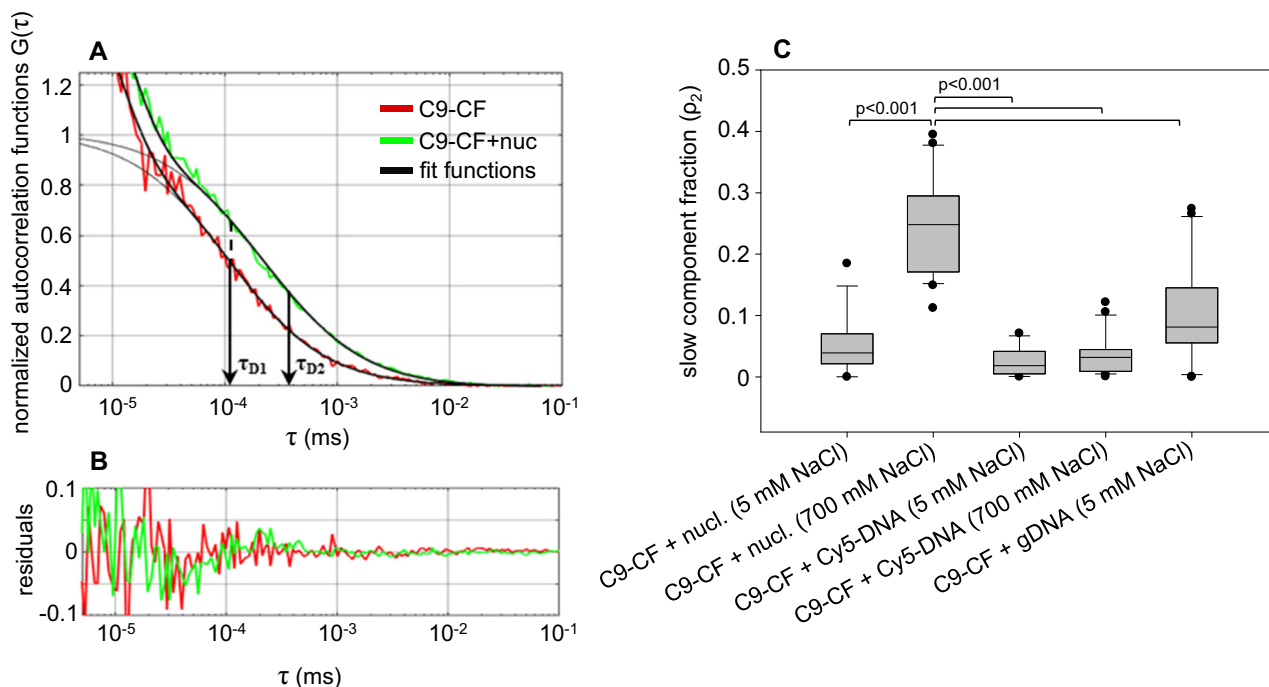 A
normalized autocorrelation functions G(τ)
1.2
1
0.8
0.6
0.4
0.2
0
C9-CF
C9-CF+nuc
fit functions
τD1
τD2
10-5
10-4
10-3
10-2
10-1
τ (ms)
B
residuals
0.1
0
-0.1
10-5
10-4
10-3
10-2
10-1
τ (ms)
C
slow component fraction (ρ2)
0.5
0.4
0.3
0.2
0.10
0
p<0.001
p<0.001
C9-CF + nucl. (5 mM NaCl)
C9-CF + nucl. (700 mM NaCl)
C9-CF + Cy5-DNA (5 mM NaCl)
C9-CF + Cy5-DNA (700 mM NaCl)
C9-CF + gDNA (5 mM NaCl)